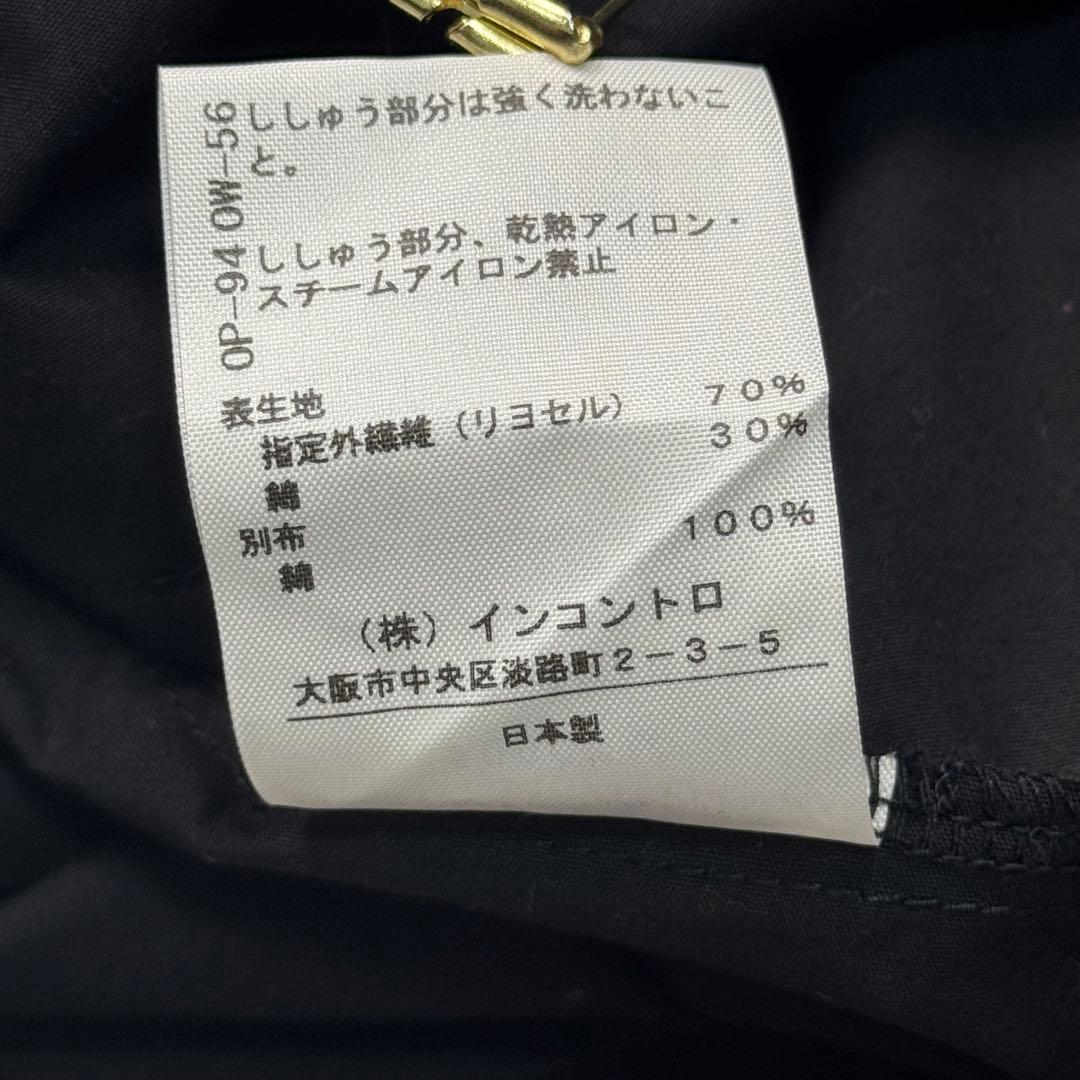 OP-940W-56
ししゅう部分は強く洗わないこ
と。
ししゅう部分、乾熱アイロン・
スチームアイロン禁止
表生地
指定外繊維（リヨセル） 70%
綿 30%
別布
綿 100%
（株）インコントロ
大阪市中央区淡路町2-3-5
日本製